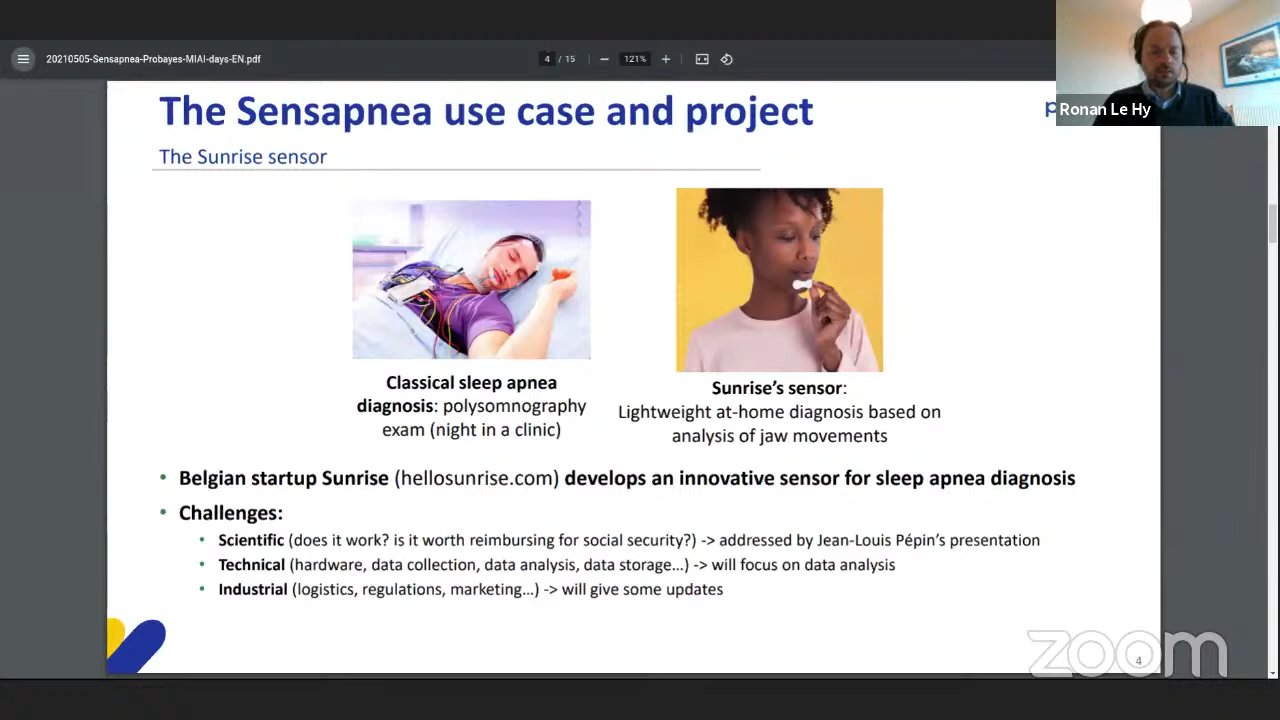 20210505-Sensapnea-Probayes-MIAI-days-EN.pdf
4 / 15
121%
Ronan Le Hy
The Sensapnea use case and project
The Sunrise sensor
Classical sleep apnea
diagnosis: polysomnography
exam (night in a clinic)
Sunrise’s sensor:
Lightweight at-home diagnosis based on
analysis of jaw movements
• Belgian startup Sunrise (hellosunrise.com) develops an innovative sensor for sleep apnea diagnosis
• Challenges:
• Scientific (does it work? is it worth reimbursing for social security?) -> addressed by Jean-Louis Pépin’s presentation
• Technical (hardware, data collection, data analysis, data storage…) -> will focus on data analysis
• Industrial (logistics, regulations, marketing…) -> will give some updates
zoom
4